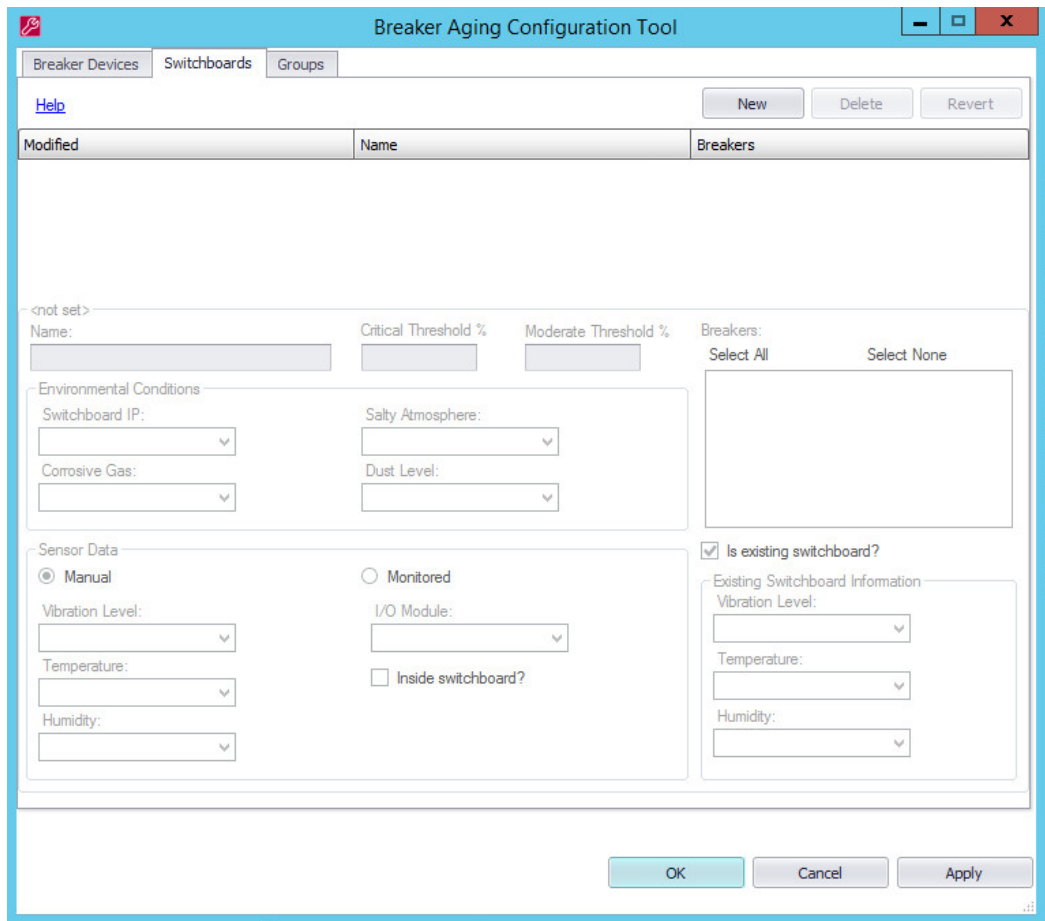 Breaker Aging Configuration Tool
Breaker Devices Switchboards Groups
Help New Delete Revert
Modified Name Breakers
<not set>
Name: Critical Threshold % Moderate Threshold % Breakers:
Select All Select None
Environmental Conditions
Switchboard IP: Salty Atmosphere:
Corrosive Gas: Dust Level:
Sensor Data
Is existing switchboard?
Manual Monitored
Existing Switchboard Information
Vibration Level: I/O Module:
Vibration Level:
Temperature: Inside switchboard?
Temperature:
Humidity:
Humidity:
OK Cancel Apply